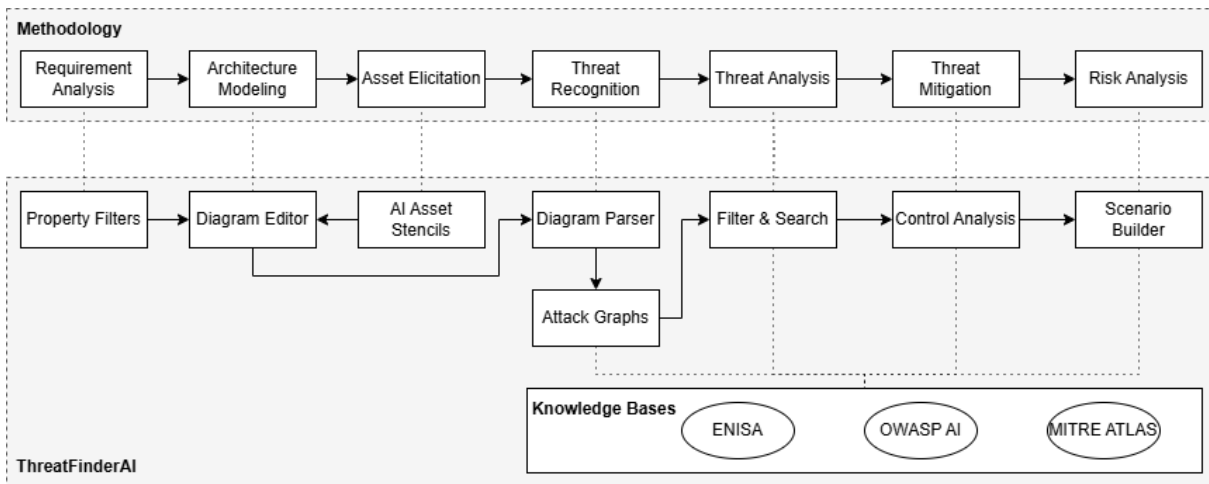 Methodology
Requirement
Analysis
Architecture
Modeling
Asset Elicitation
Threat
Recognition
Threat Analysis
Threat
Mitigation
Risk Analysis
Property Filters
Diagram Editor
AI Asset
Stencils
Diagram Parser
Filter & Search
Control Analysis
Scenario
Builder
Attack Graphs
Knowledge Bases
ENISA
OWASP AI
MITRE ATLAS
ThreatFinderAI